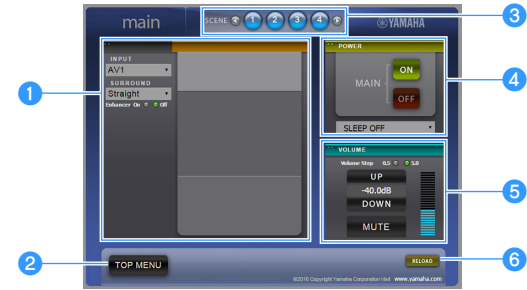 main
SCENE 1 2 3 4
YAMAHA
3
INPUT
AV1
SURROUND
Straight
Enhancer On Off
1
POWER
MAIN
ON
OFF
SLEEP OFF
4
VOLUME
Volume Step 0.5 5.0
UP
-40.0dB
DOWN
MUTE
5
2
TOP MENU
RELOAD
6
©2016 Copyright Yamaha Corporation Visit www.yamaha.com